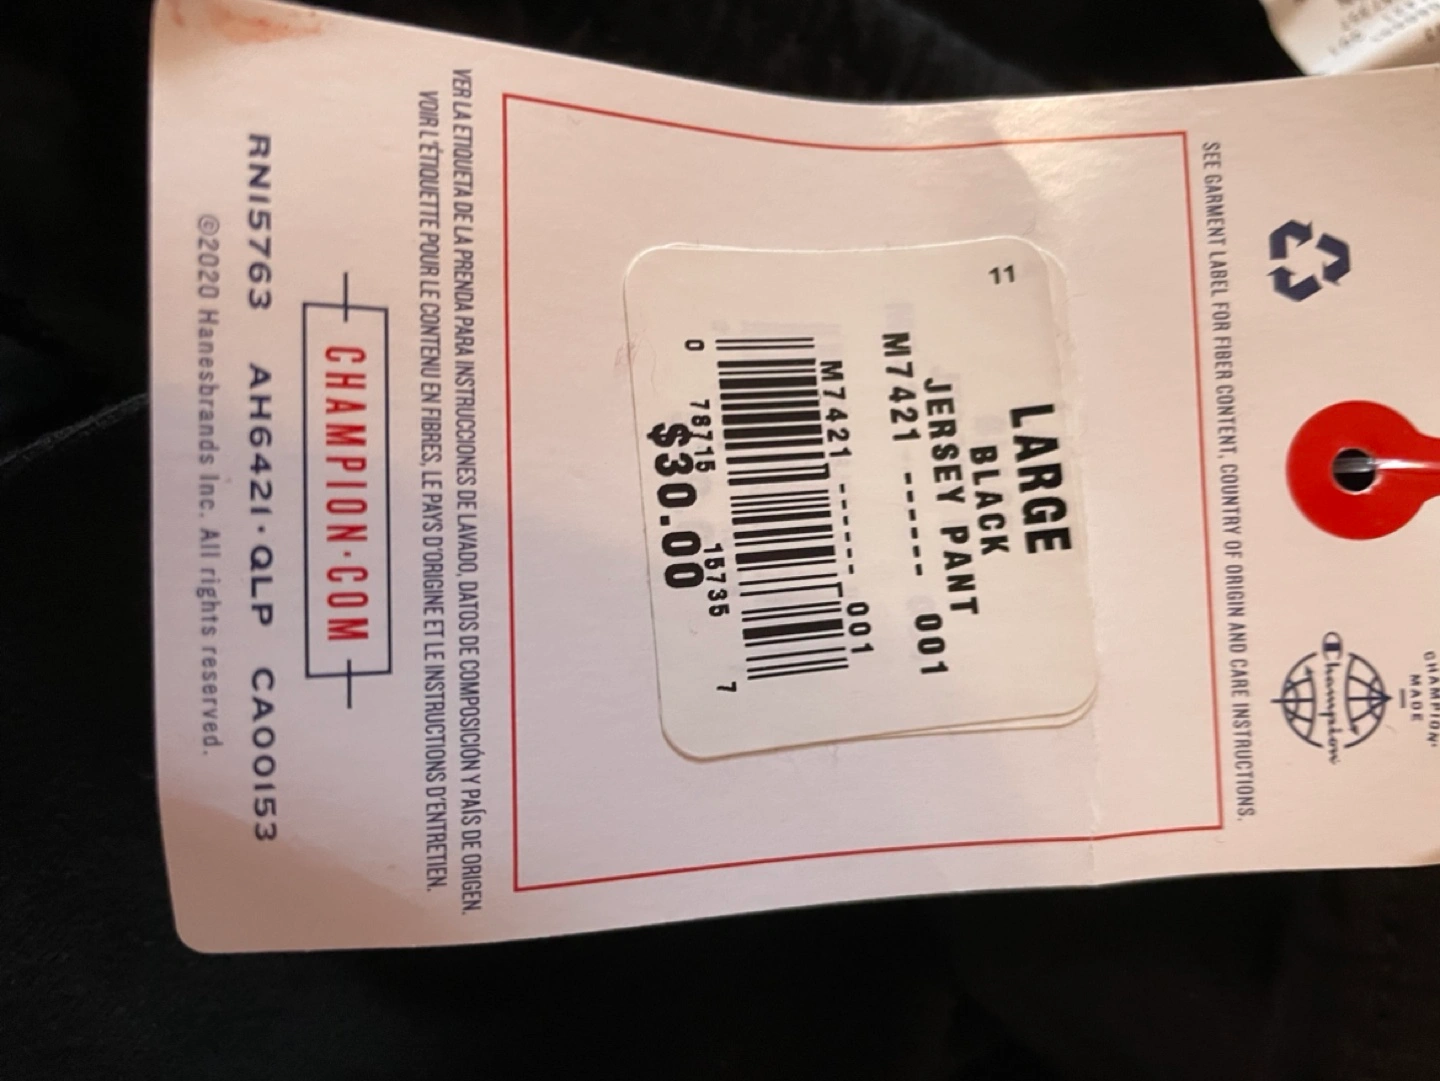 CHAMPION
MADE
Champion
SEE GARMENT LABEL FOR FIBER CONTENT, COUNTRY OF ORIGIN AND CARE INSTRUCTIONS.
11
LARGE
BLACK
JERSEY PANT
M7421 ----- 001
M7421 ------ 001
0 78715 15735 7
$30.00
VER LA ETIQUETA DE LA PRENDA PARA INSTRUCCIONES DE LAVADO, DATOS DE COMPOSICIÓN Y PAÍS DE ORIGEN.
VOIR L'ÉTIQUETTE POUR LE CONTENU EN FIBRES, LE PAYS D'ORIGINE ET LE INSTRUCTIONS D'ENTRETIEN.
CHAMPION·COM
RN15763 AH6421·QLP CA00153
©2020 Hanesbrands Inc. All rights reserved.